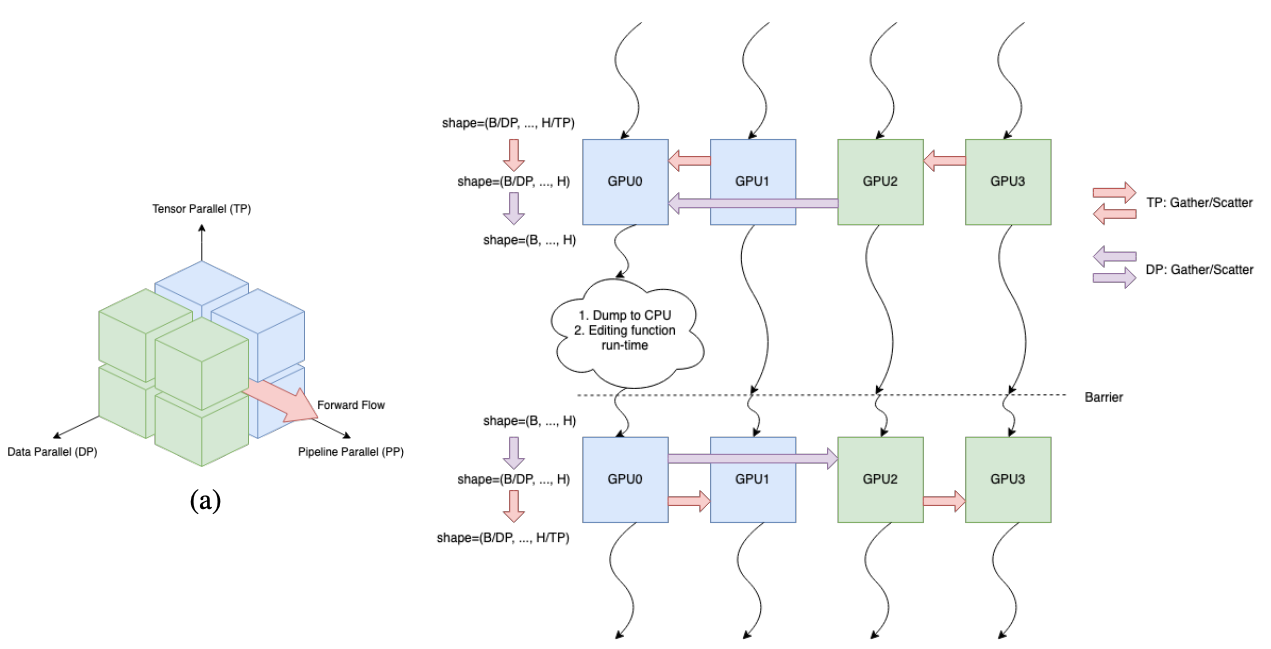 Tensor Parallel (TP)
Forward Flow
Data Parallel (DP)
Pipeline Parallel (PP)
(a)
shape=(B/DP, ..., H/TP)
shape=(B/DP, ..., H)
shape=(B, ..., H)
GPU0
GPU1
GPU2
GPU3
TP: Gather/Scatter
DP: Gather/Scatter
1. Dump to CPU
2. Editing function
run-time
Barrier
shape=(B, ..., H)
shape=(B/DP, ..., H)
shape=(B/DP, ..., H/TP)
GPU0
GPU1
GPU2
GPU3